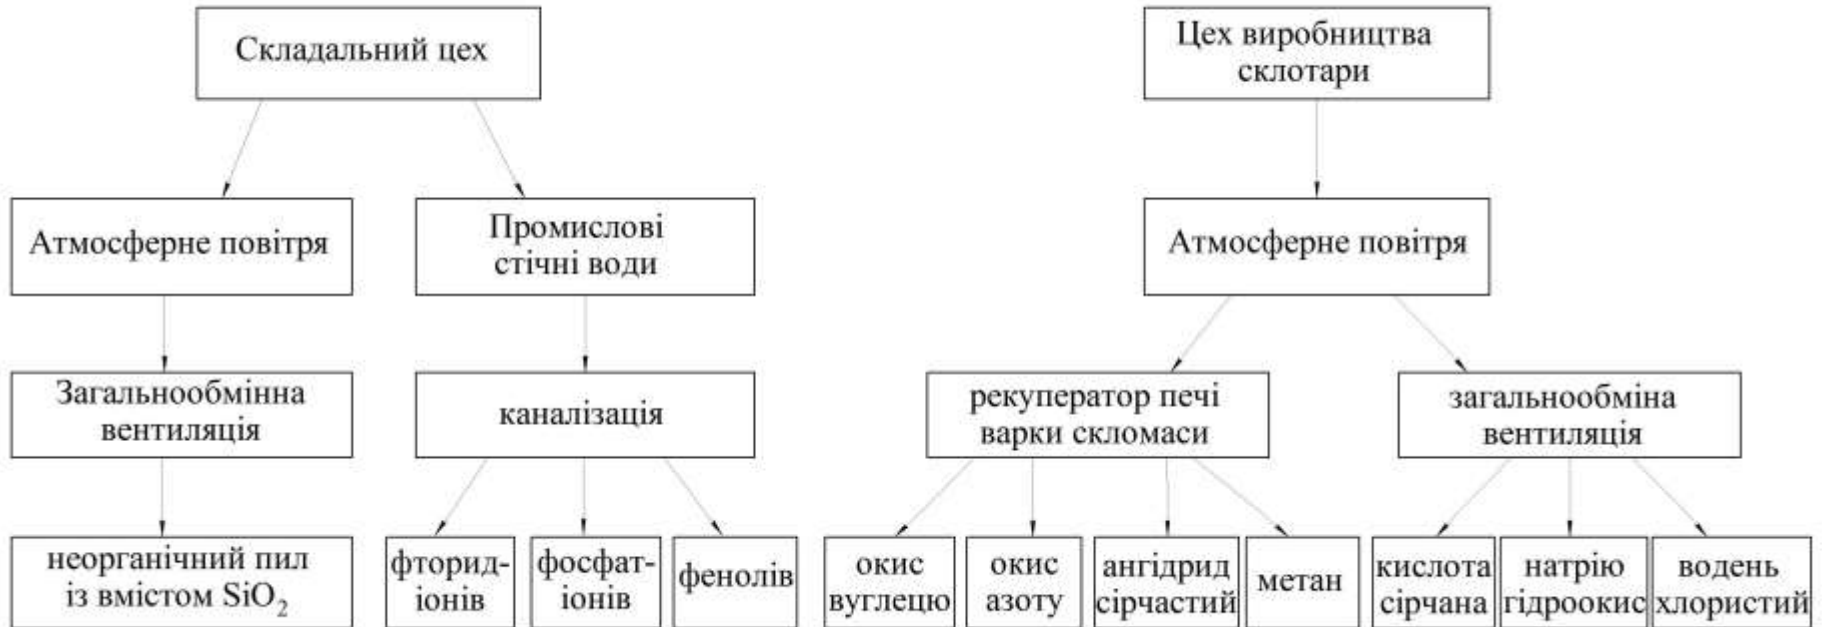 Складальний цех
Цех виробництва
склотари
Атмосферне повітря
Промислові
стічні води
Атмосферне повітря
Загальнообмінна
вентиляція
каналізація
рекуператор печі
варки скломаси
загальнообміна
вентиляція
неорганічний пил
із вмістом SiO₂
фторид-
іонів
фосфат-
іонів
фенолів
окис
вуглецю
окис
азоту
ангідрид
сірчастий
метан
кислота
сірчана
натрію
гідроокис
водень
хлористий